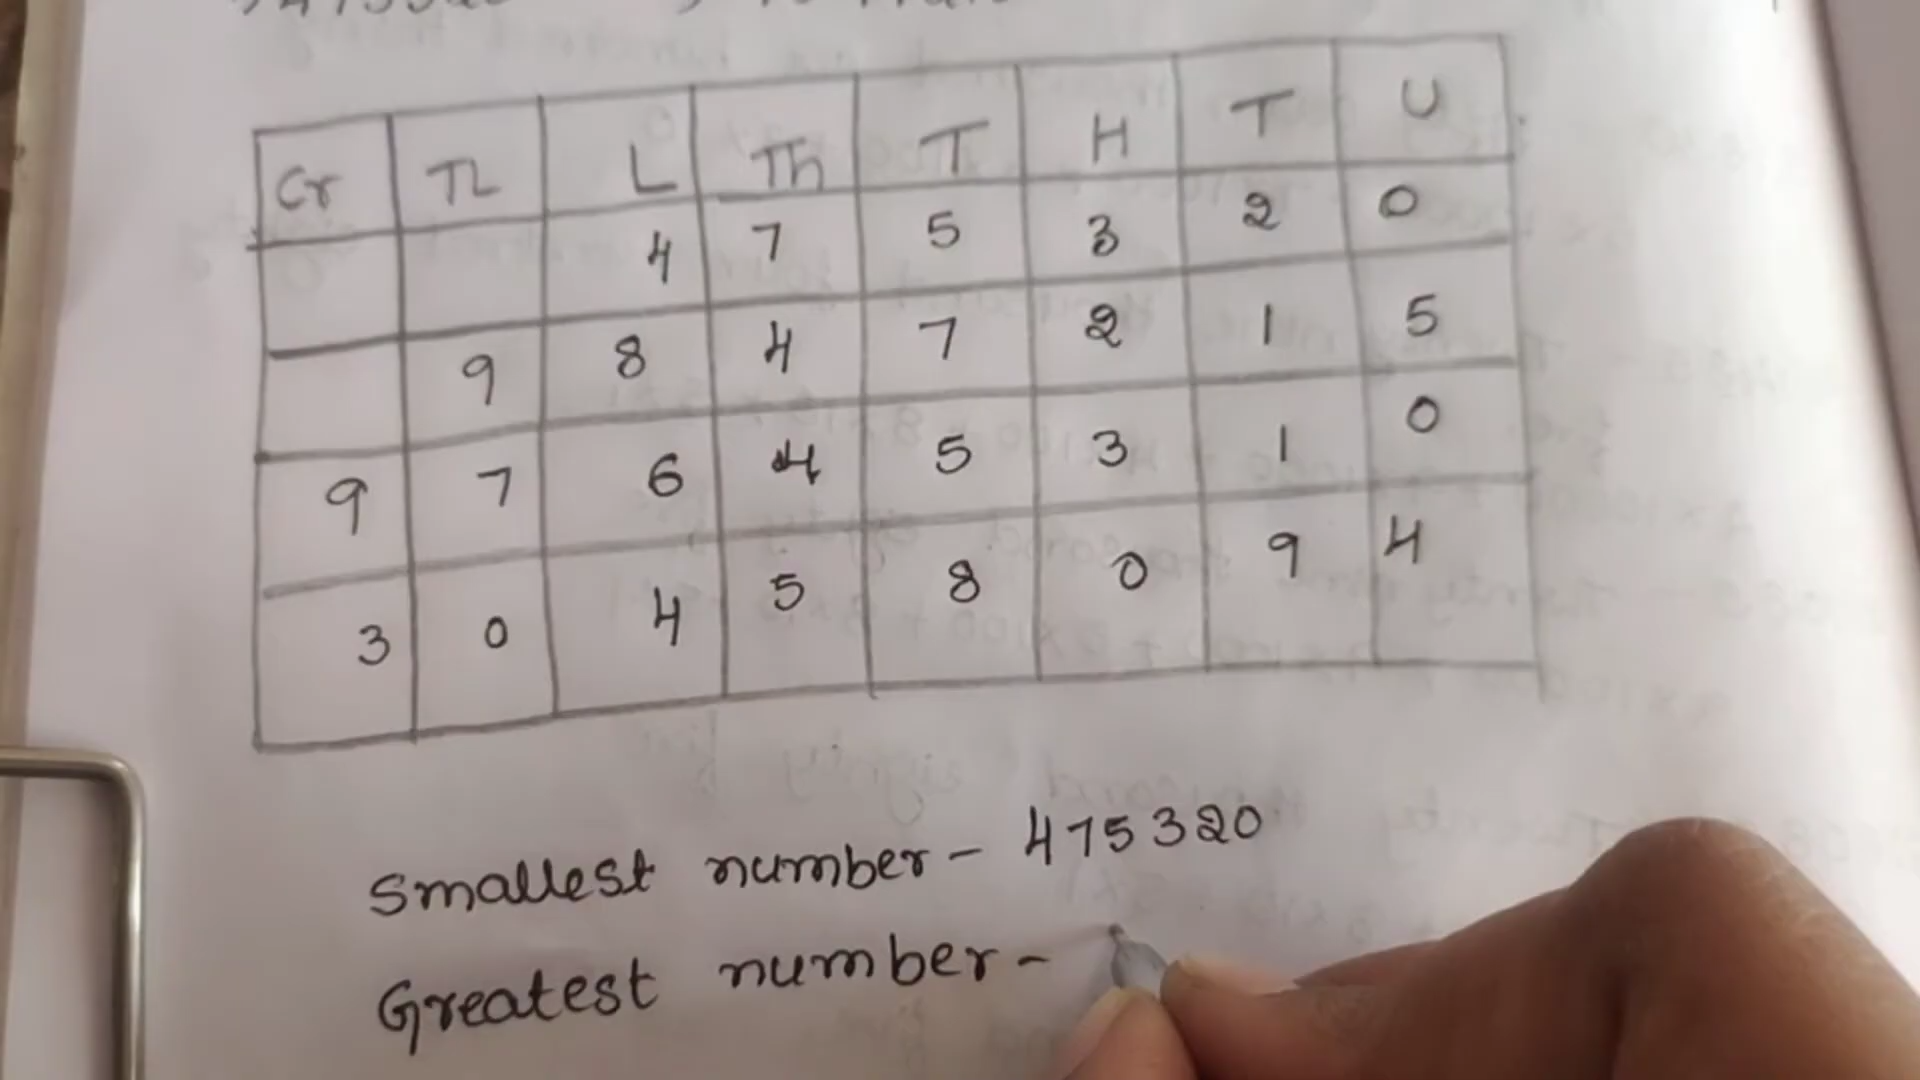 Cr TL L Th T H T U
4 7 5 3 2 0
9 8 4 7 2 1 5
9 7 6 4 5 3 1 0
3 0 4 5 8 0 9 4
Smallest number - 475320
Greatest number -